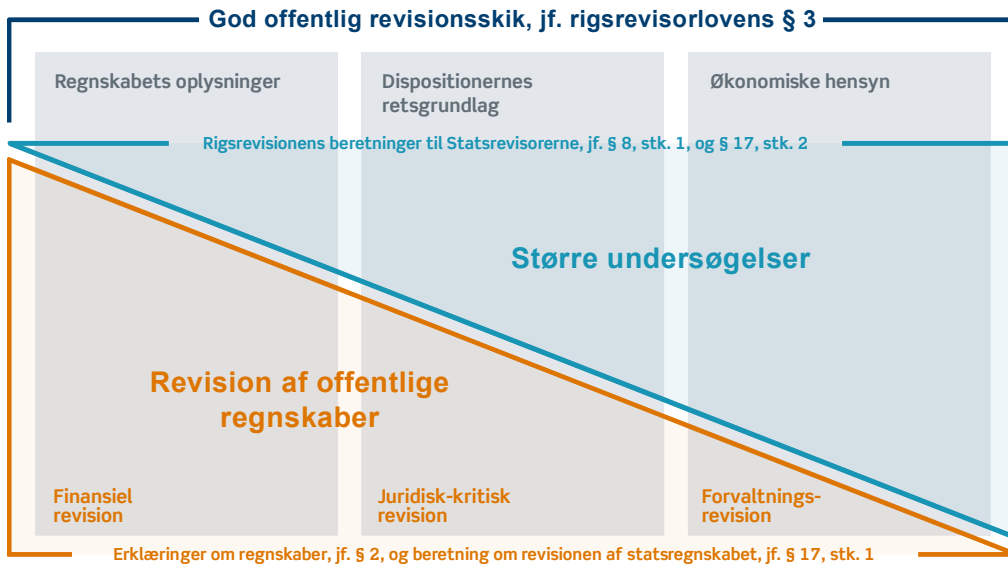 God offentlig revisionsskik, jf. rigsrevisorlovens § 3
Regnskabets oplysninger
Dispositionernes
retsgrundlag
Økonomiske hensyn
Rigsrevisionens beretninger til Statsrevisorerne, jf. § 8, stk. 1, og § 17, stk. 2
Større undersøgelser
Revision af offentlige
regnskaber
Finansiel
revision
Juridisk-kritisk
revision
Forvaltnings-
revision
Erklæringer om regnskaber, jf. § 2, og beretning om revisionen af statsregnskabet, jf. § 17, stk. 1